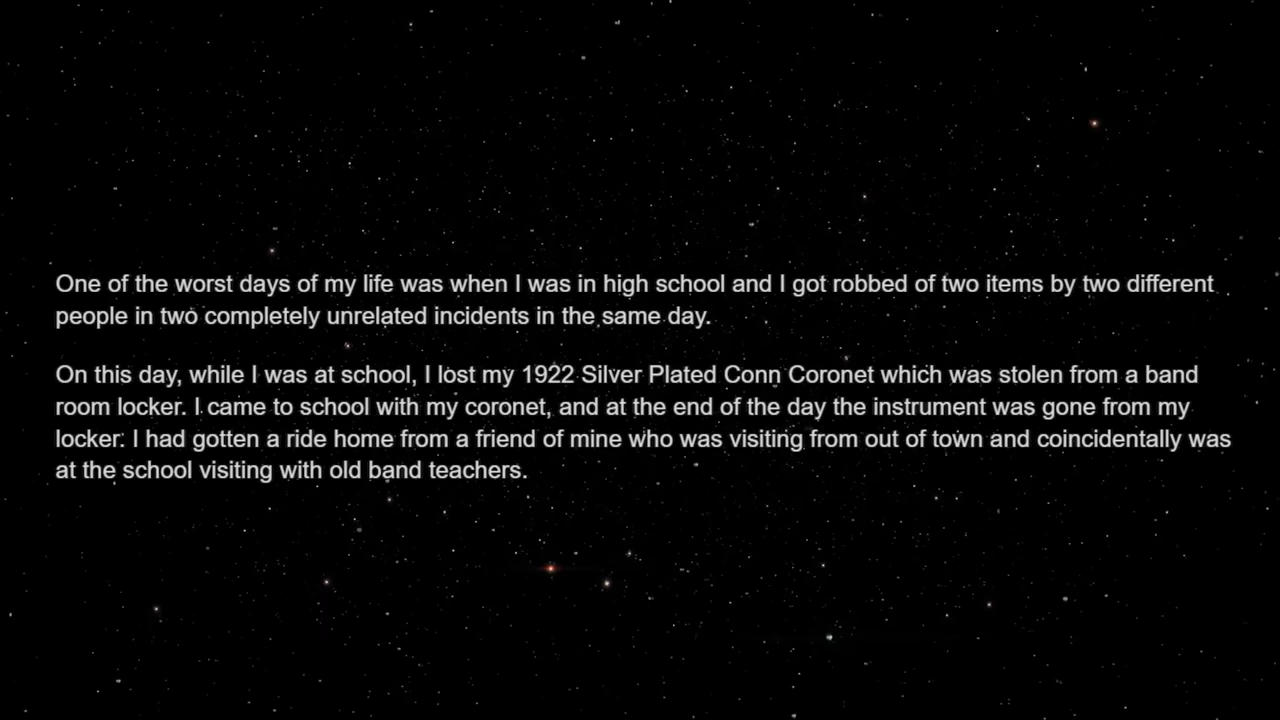 One of the worst days of my life was when I was in high school and I got robbed of two items by two different
people in two completely unrelated incidents in the same day.
On this day, while I was at school, I lost my 1922 Silver Plated Conn Coronet which was stolen from a band
room locker. I came to school with my coronet, and at the end of the day the instrument was gone from my
locker. I had gotten a ride home from a friend of mine who was visiting from out of town and coincidentally was
at the school visiting with old band teachers.